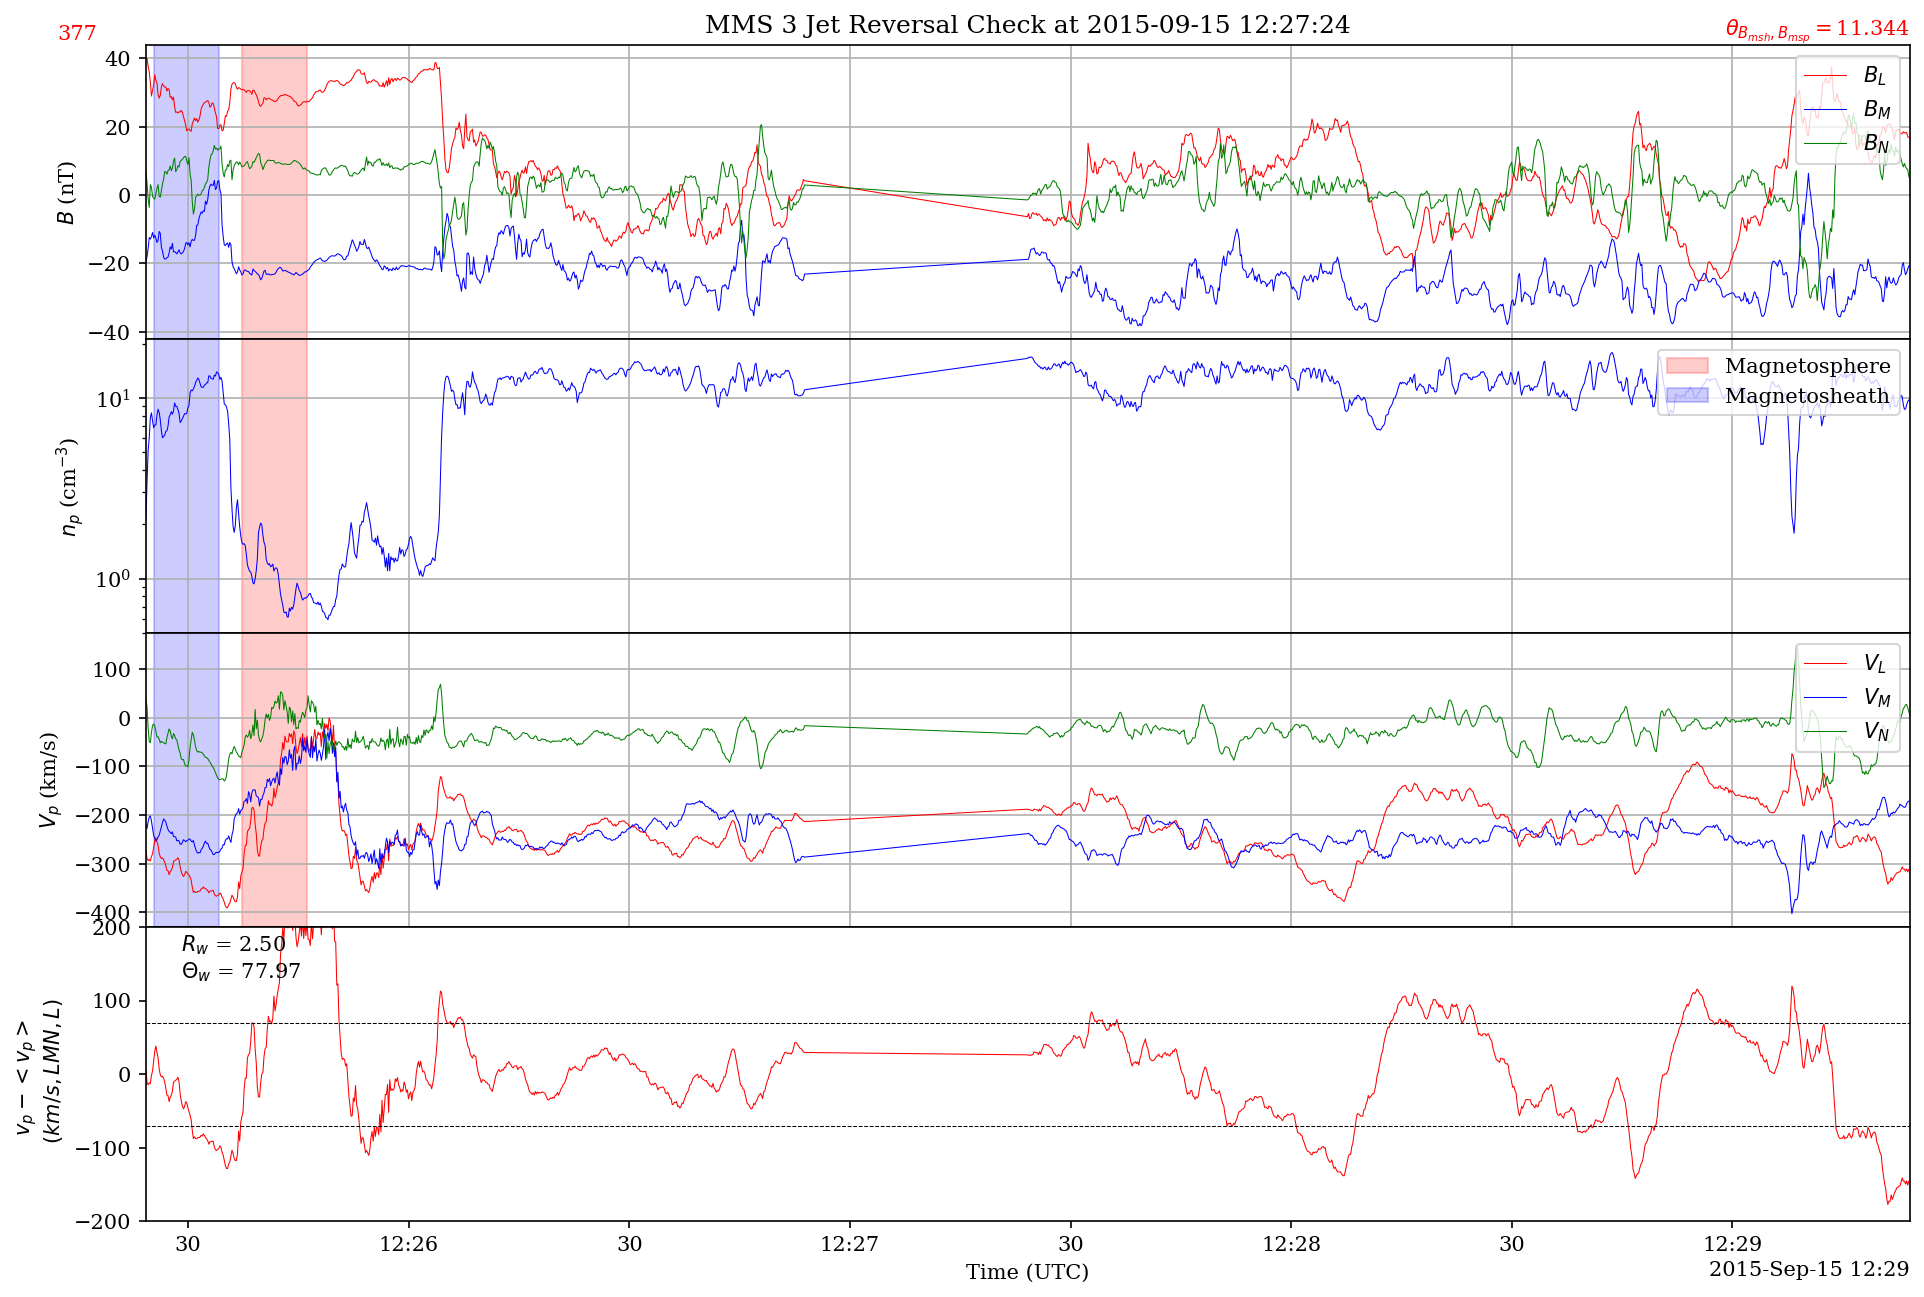 MMS 3 Jet Reversal Check at 2015-09-15 12:27:24
377
θ_{B_{msh}, B_{msp}} = 11.344
40
20
0
−20
−40
B (nT)
B_L
B_M
B_N
10^1
10^0
n_p (cm^{−3})
Magnetosphere
Magnetosheath
100
0
−100
−200
−300
−400
V_p (km/s)
V_L
V_M
V_N
200
100
0
−100
−200
v_p − < v_p >
(km/s, LMN, L)
R_w = 2.50
Θ_w = 77.97
30
12:26
30
12:27
30
12:28
30
12:29
Time (UTC)
2015-Sep-15 12:29